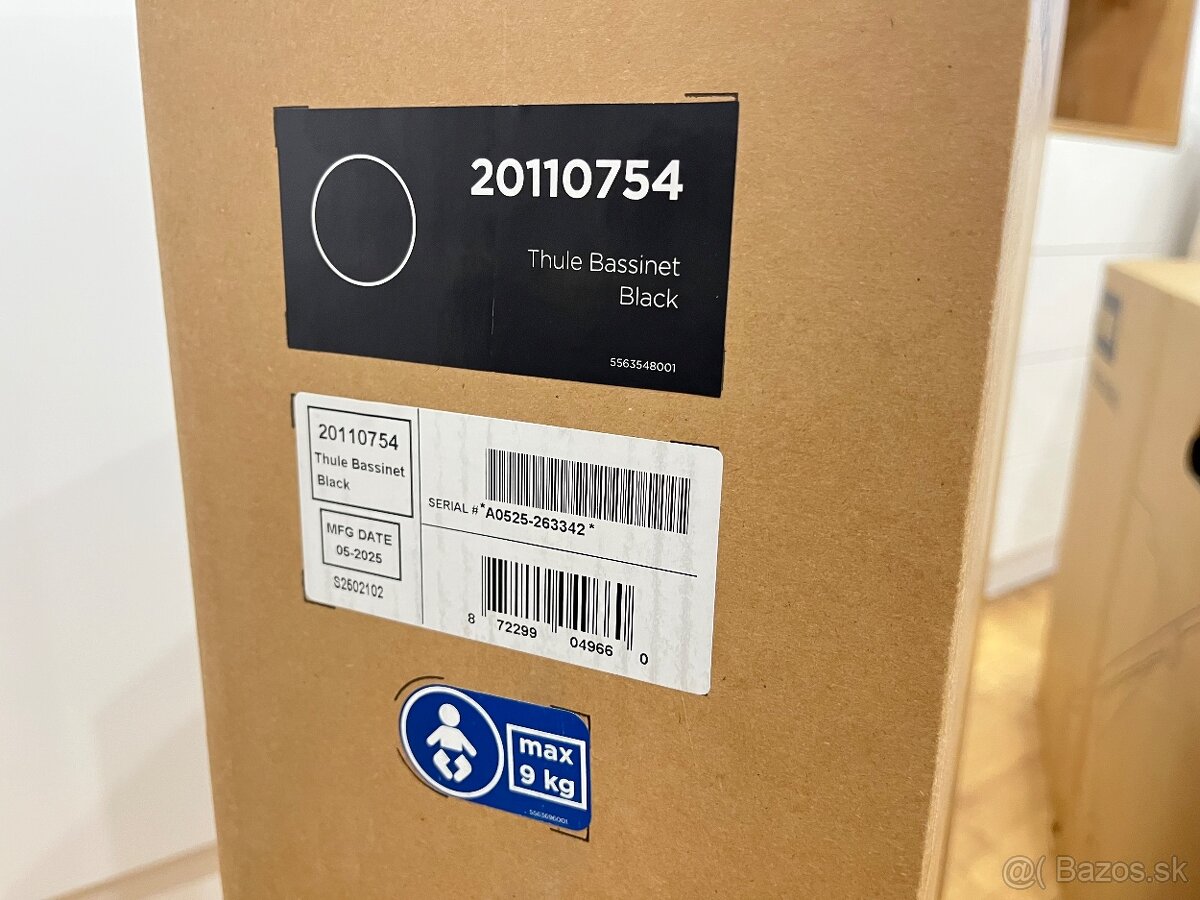 20110754
Thule Bassinet
Black
5563548001
20110754
Thule Bassinet
Black
MFG DATE
05-2025
S2502102
SERIAL # *A0525-263342*
8 72299 04966 0
max
9 kg
5563696001
@( Bazos.sk